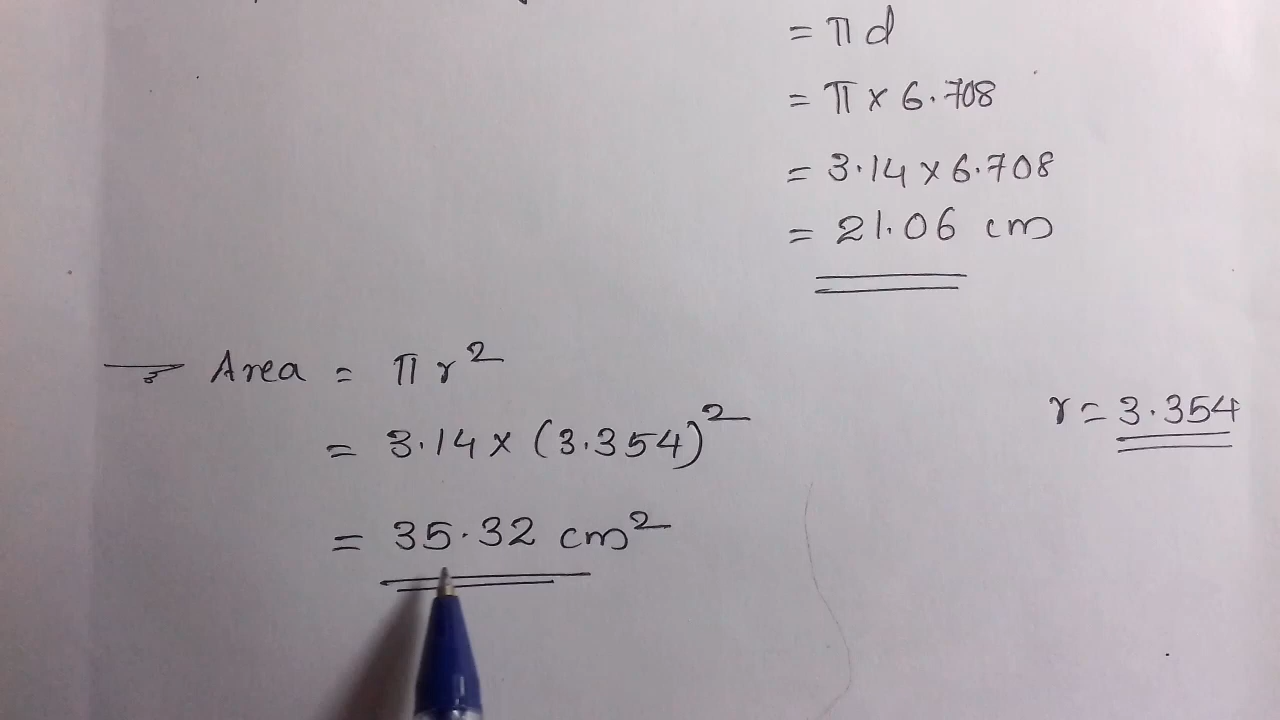 = π d
= π x 6.708
= 3.14 x 6.708
= 21.06 cm
Area = π r²
r = 3.354
= 3.14 x (3.354)²
= 35.32 cm²